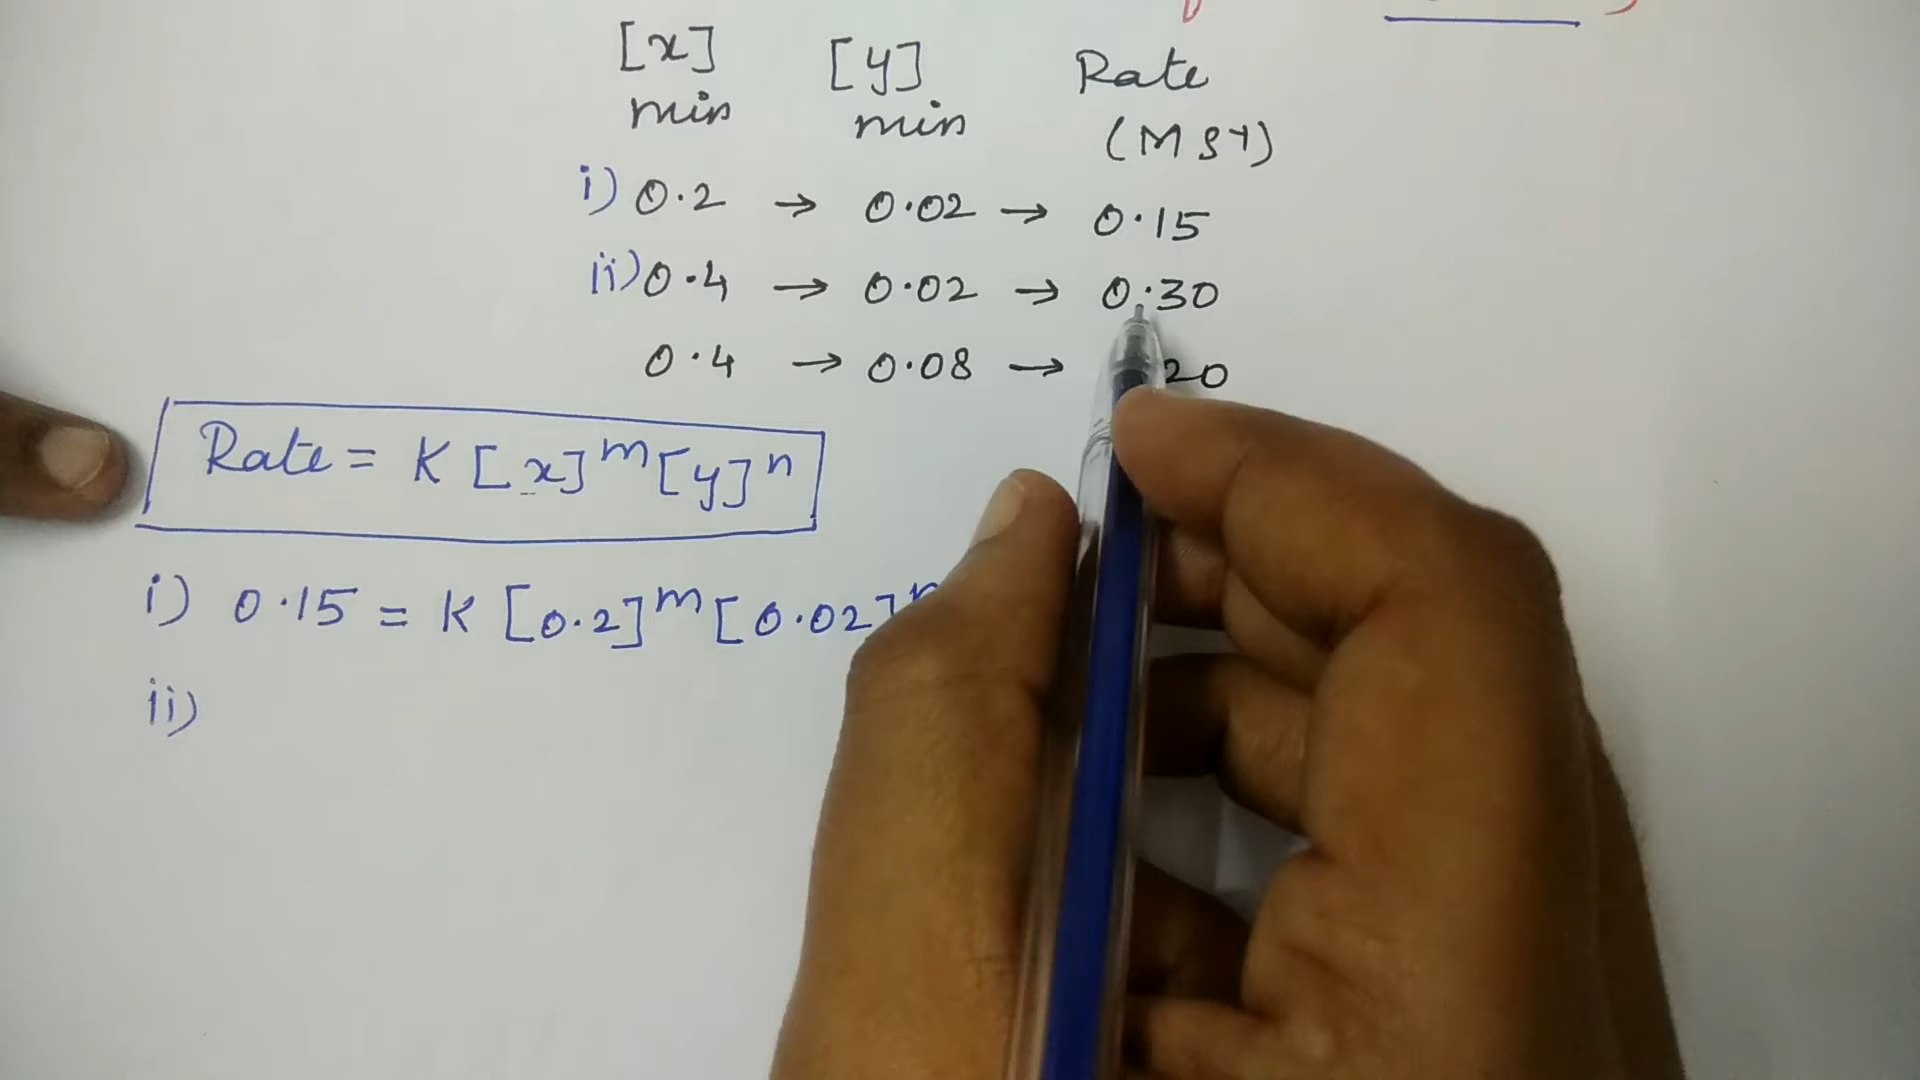 [x] [y] Rate
min min (M S⁻¹)
i) 0.2 → 0.02 → 0.15
ii) 0.4 → 0.02 → 0.30
0.4 → 0.08 → 20
Rate = K [x]ᵐ [y]ⁿ
i) 0.15 = K [0.2]ᵐ [0.02]ⁿ
ii)